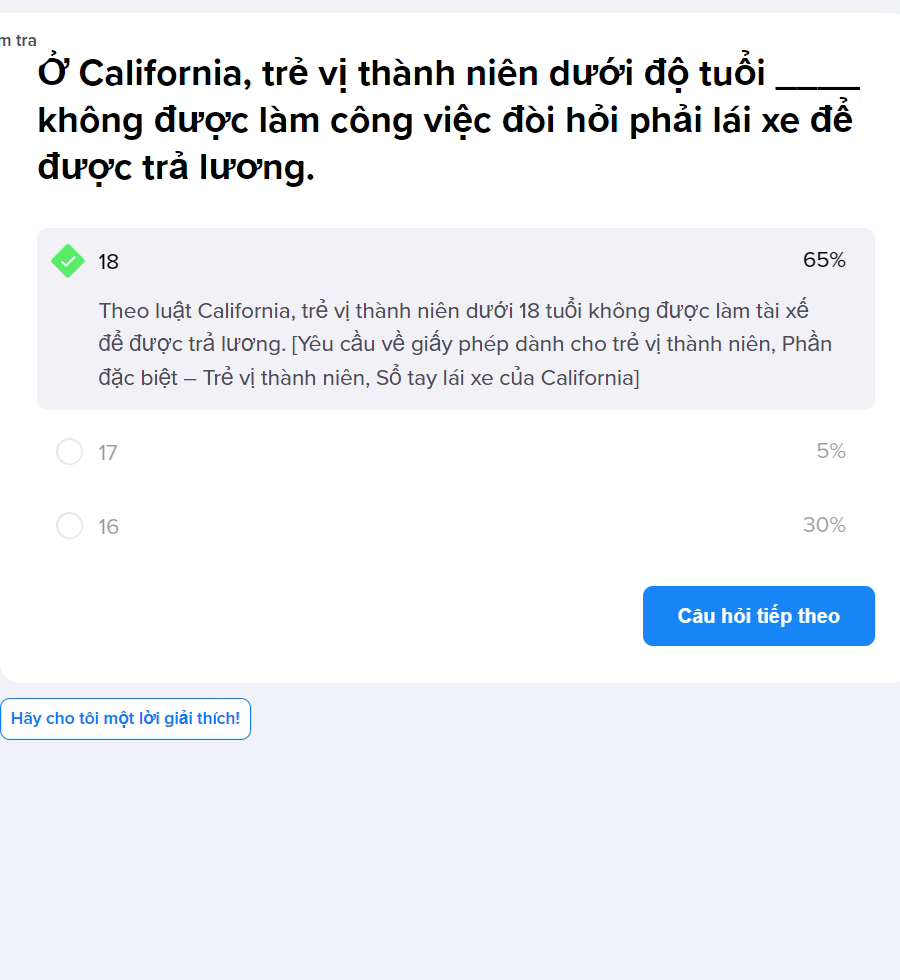 m tra
Ở California, trẻ vị thành niên dưới độ tuổi ____
không được làm công việc đòi hỏi phải lái xe để
được trả lương.
18 65%
Theo luật California, trẻ vị thành niên dưới 18 tuổi không được làm tài xế
để được trả lương. [Yêu cầu về giấy phép dành cho trẻ vị thành niên, Phần
đặc biệt – Trẻ vị thành niên, Sổ tay lái xe của California]
17 5%
16 30%
Câu hỏi tiếp theo
Hãy cho tôi một lời giải thích!